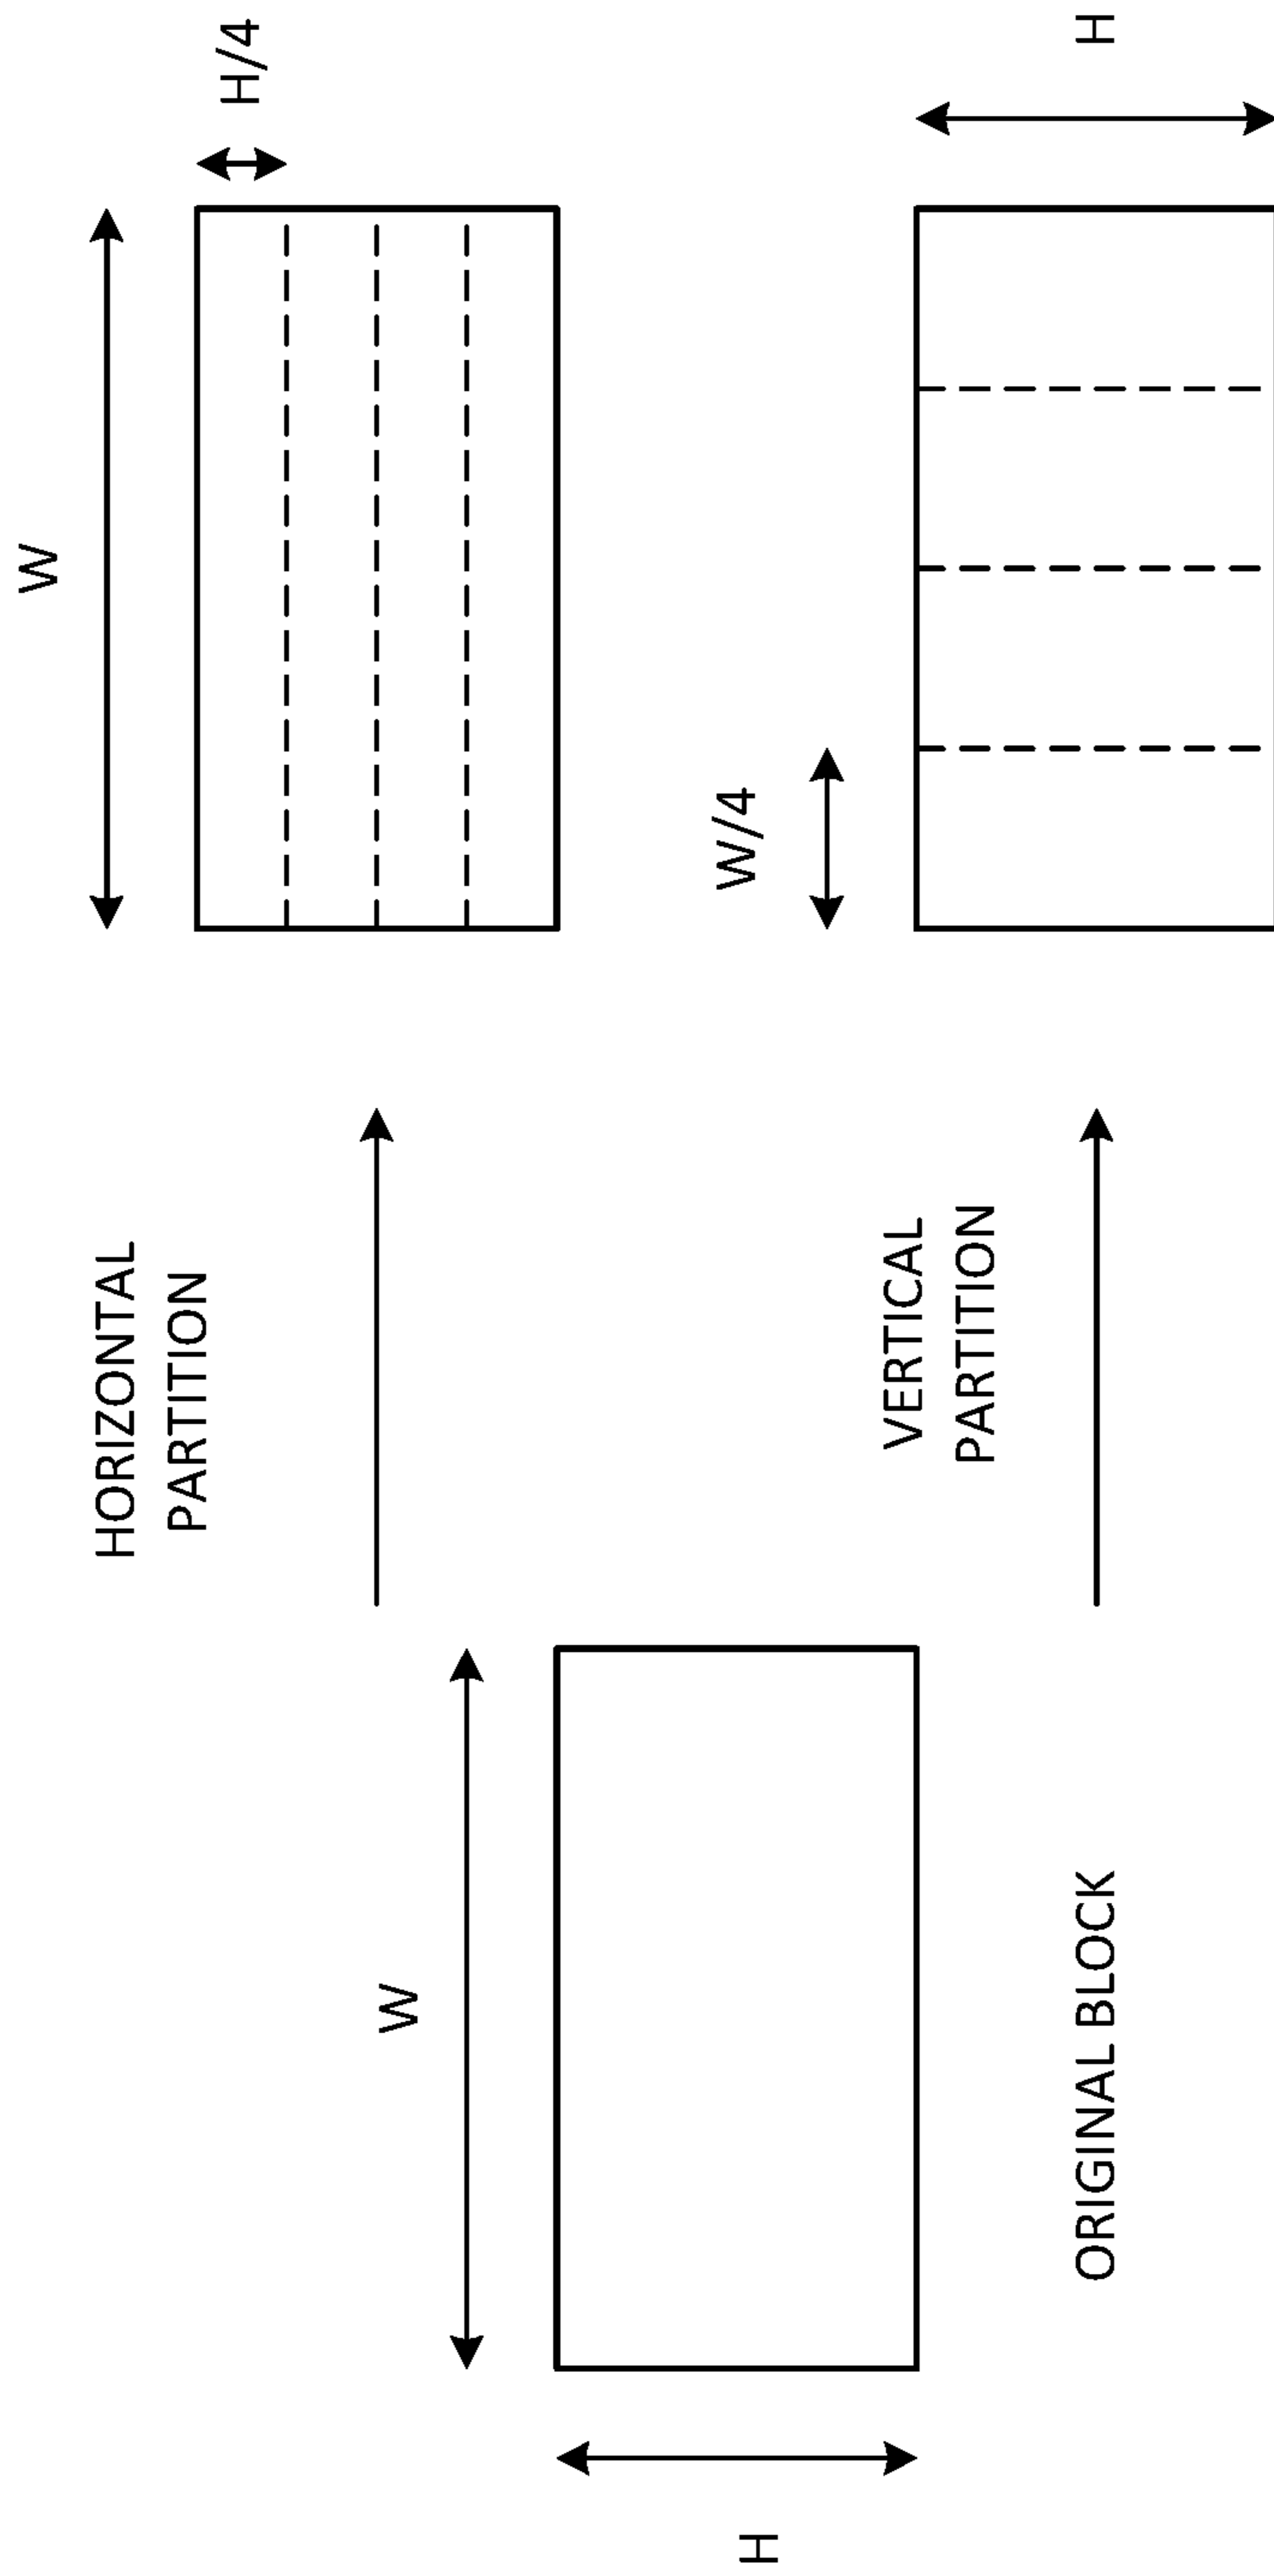 H
W
ORIGINAL BLOCK
HORIZONTAL
PARTITION
W
H/4
VERTICAL
PARTITION
W/4
H